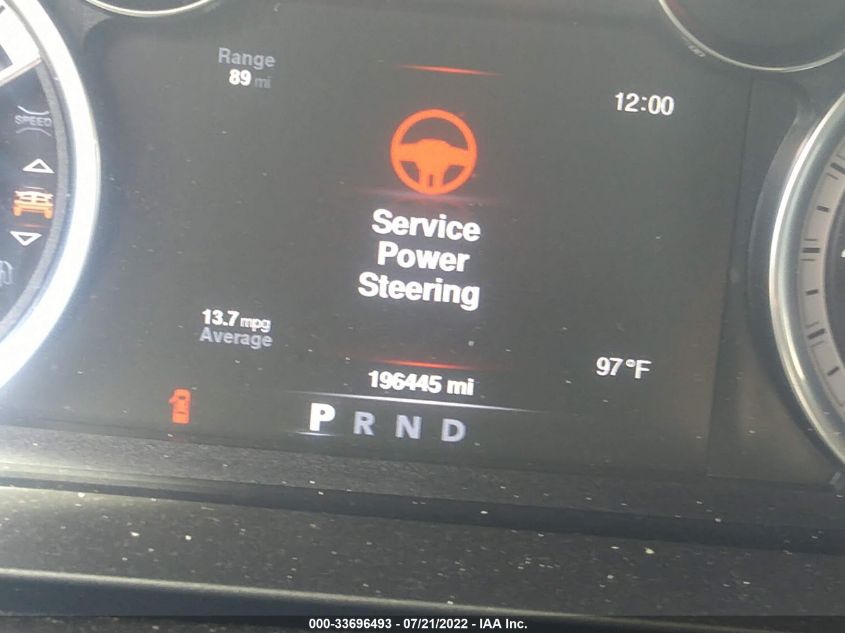 Range
89 mi
12:00
SPEED
Service
Power
Steering
13.7 mpg
Average
97°F
196445 mi
P R N D
000-33696493 - 07/21/2022 - IAA Inc.